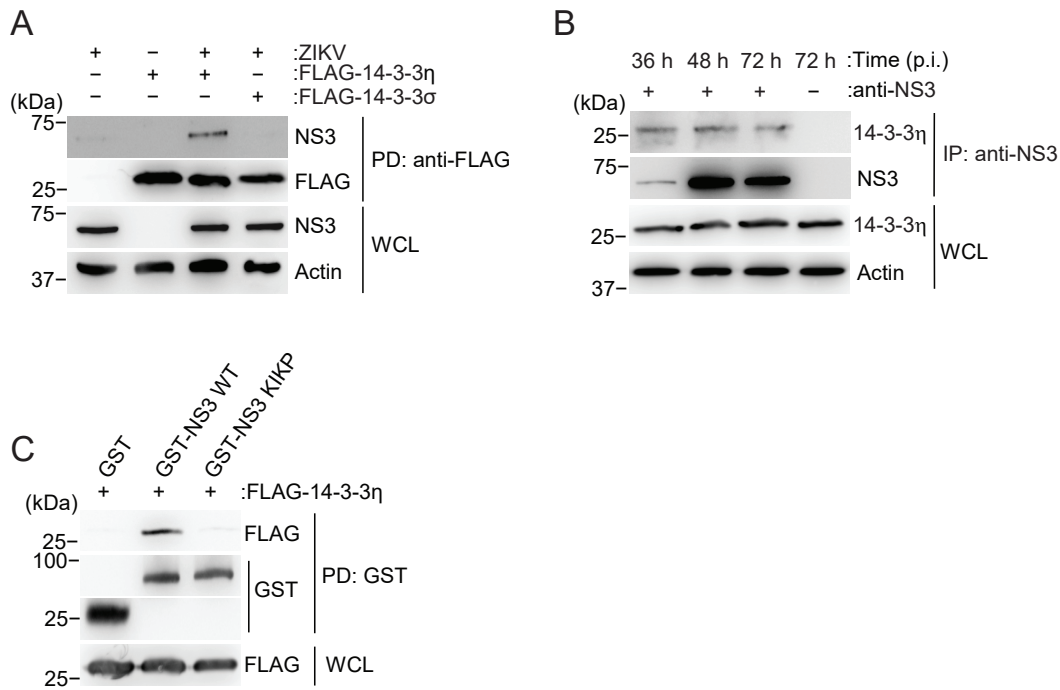 A
+ – + + :ZIKV
– + + – :FLAG-14-3-3η
– – – + :FLAG-14-3-3σ
(kDa)
75–
NS3
FLAG
25–
PD: anti-FLAG
75–
NS3
Actin
37–
WCL
B
36 h 48 h 72 h 72 h :Time (p.i.)
+ + + – :anti-NS3
(kDa)
25–
14-3-3η
75–
NS3
IP: anti-NS3
14-3-3η
25–
Actin
37–
WCL
C
GST
GST-NS3 WT
GST-NS3 KIKP
+ + + :FLAG-14-3-3η
(kDa)
FLAG
25–
100–
GST
25–
PD: GST
FLAG
25–
WCL